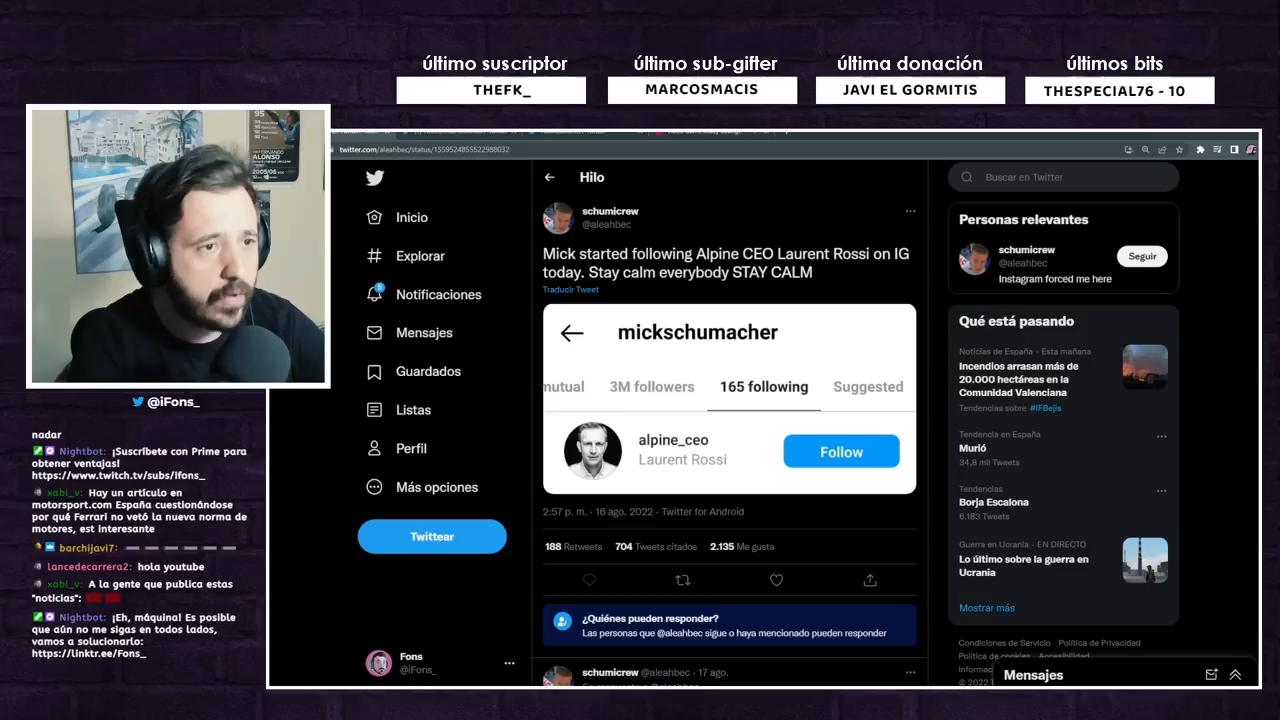 último suscriptor
THEFK_
último sub-gifter
MARCOSMACIS
última donación
JAVI EL GORMITIS
últimos bits
THESPECIAL76 - 10
95
FERNANDO
ALONSO
2005/06
@iFons_
nadar
Nightbot: ¡Suscríbete con Prime para
obtener ventajas!
https://www.twitch.tv/subs/ifons_
xabi_v: Hay un artículo en
motorsport.com España cuestionándose
por qué Ferrari no vetó la nueva norma de
motores, est interesante
barchijavi7:
lancedecarrera2: hola youtube
xabi_v: A la gente que publica estas
"noticias":
Nightbot: ¡Eh, máquina! Es posible
que aún no me sigas en todos lados,
vamos a solucionarlo:
https://linktr.ee/Fons_
twitter.com/aleahbec/status/1559524855522988032
Inicio
Explorar
5
Notificaciones
Mensajes
Guardados
Listas
Perfil
Más opciones
Twittear
Fons
@iFons_
Hilo
schumicrew
@aleahbec
Mick started following Alpine CEO Laurent Rossi on IG
today. Stay calm everybody STAY CALM
Traducir Tweet
mickschumacher
mutual 3M followers 165 following Suggested
alpine_ceo
Laurent Rossi
Follow
2:57 p. m. · 16 ago. 2022 · Twitter for Android
188 Retweets 704 Tweets citados 2.135 Me gusta
¿Quiénes pueden responder?
Las personas que @aleahbec sigue o haya mencionado pueden responder
schumicrew @aleahbec · 17 ago.
Buscar en Twitter
Personas relevantes
schumicrew
@aleahbec
Seguir
Instagram forced me here
Qué está pasando
Noticias de España · Esta mañana
Incendios arrasan más de
20.000 hectáreas en la
Comunidad Valenciana
Tendencias sobre #IFBejis
Tendencia en España
Murió
34,8 mil Tweets
Tendencias
Borja Escalona
6.183 Tweets
Guerra en Ucrania · EN DIRECTO
Lo último sobre la guerra en
Ucrania
Mostrar más
Condiciones de Servicio Política de Privacidad
Política de cookies Accesibilidad
© 2022
Mensajes